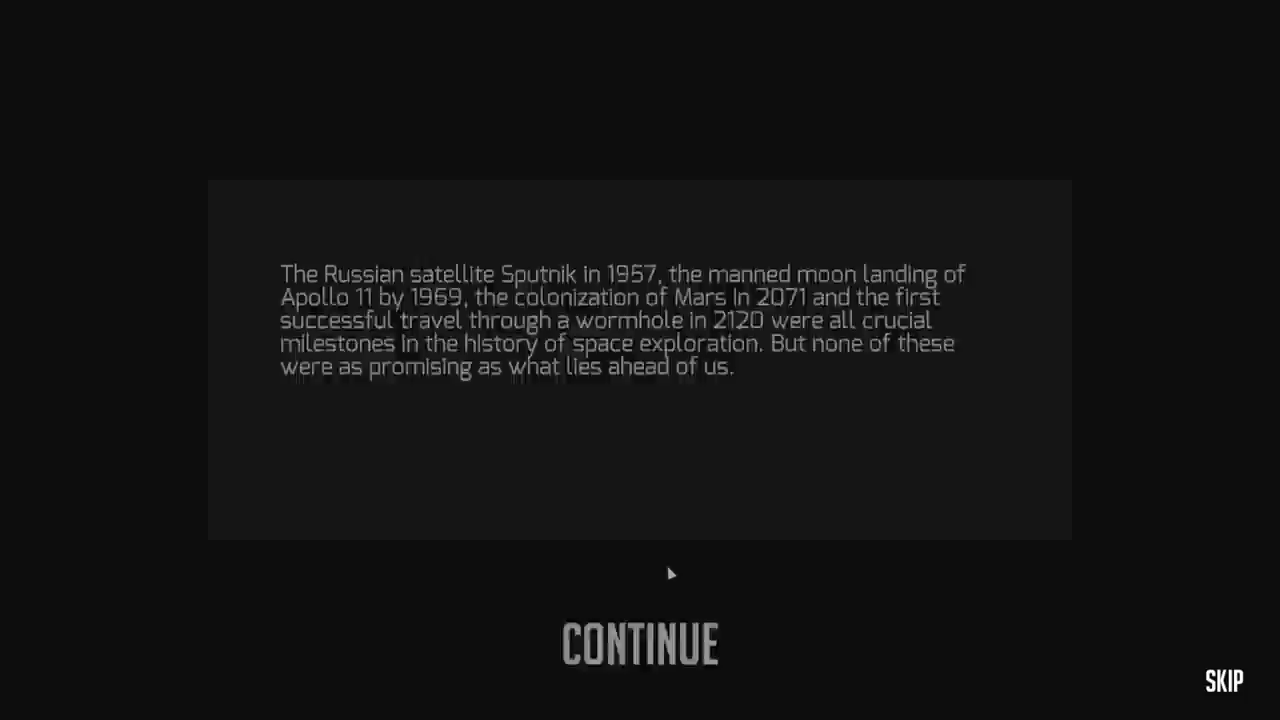 The Russian satellite Sputnik in 1957, the manned moon landing of
Apollo 11 by 1969, the colonization of Mars in 2071 and the first
successful travel through a wormhole in 2120 were all crucial
milestones in the history of space exploration. But none of these
were as promising as what lies ahead of us.
CONTINUE
SKIP